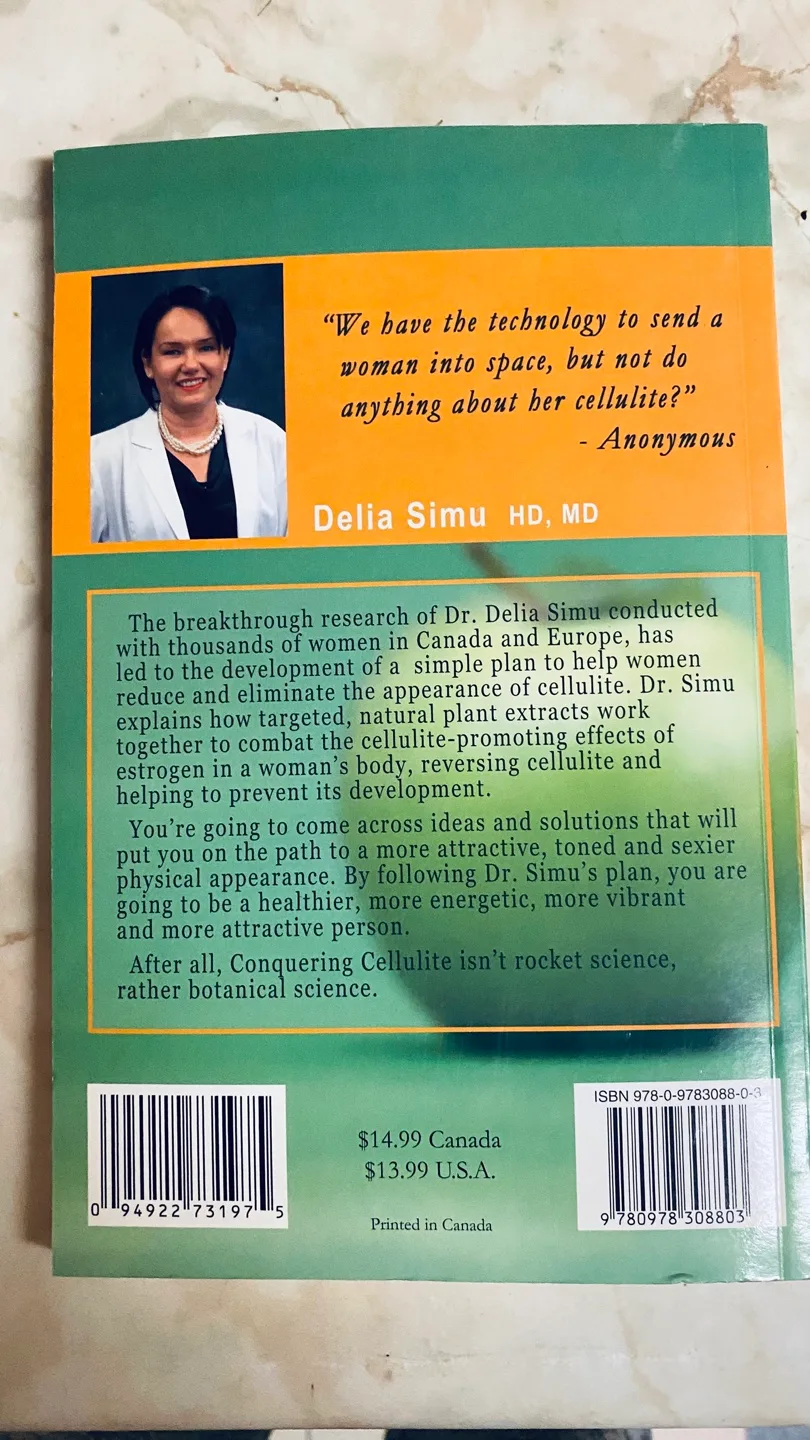 “We have the technology to send a
woman into space, but not do
anything about her cellulite?”
- Anonymous
Delia Simu HD, MD
The breakthrough research of Dr. Delia Simu conducted
with thousands of women in Canada and Europe, has
led to the development of a simple plan to help women
reduce and eliminate the appearance of cellulite. Dr. Simu
explains how targeted, natural plant extracts work
together to combat the cellulite-promoting effects of
estrogen in a woman's body, reversing cellulite and
helping to prevent its development.
You're going to come across ideas and solutions that will
put you on the path to a more attractive, toned and sexier
physical appearance. By following Dr. Simu's plan, you are
going to be a healthier, more energetic, more vibrant
and more attractive person.
After all, Conquering Cellulite isn't rocket science,
rather botanical science.
0 94922 73197 5
$14.99 Canada
$13.99 U.S.A.
Printed in Canada
ISBN 978-0-9783088-0-3
9 780978 308803